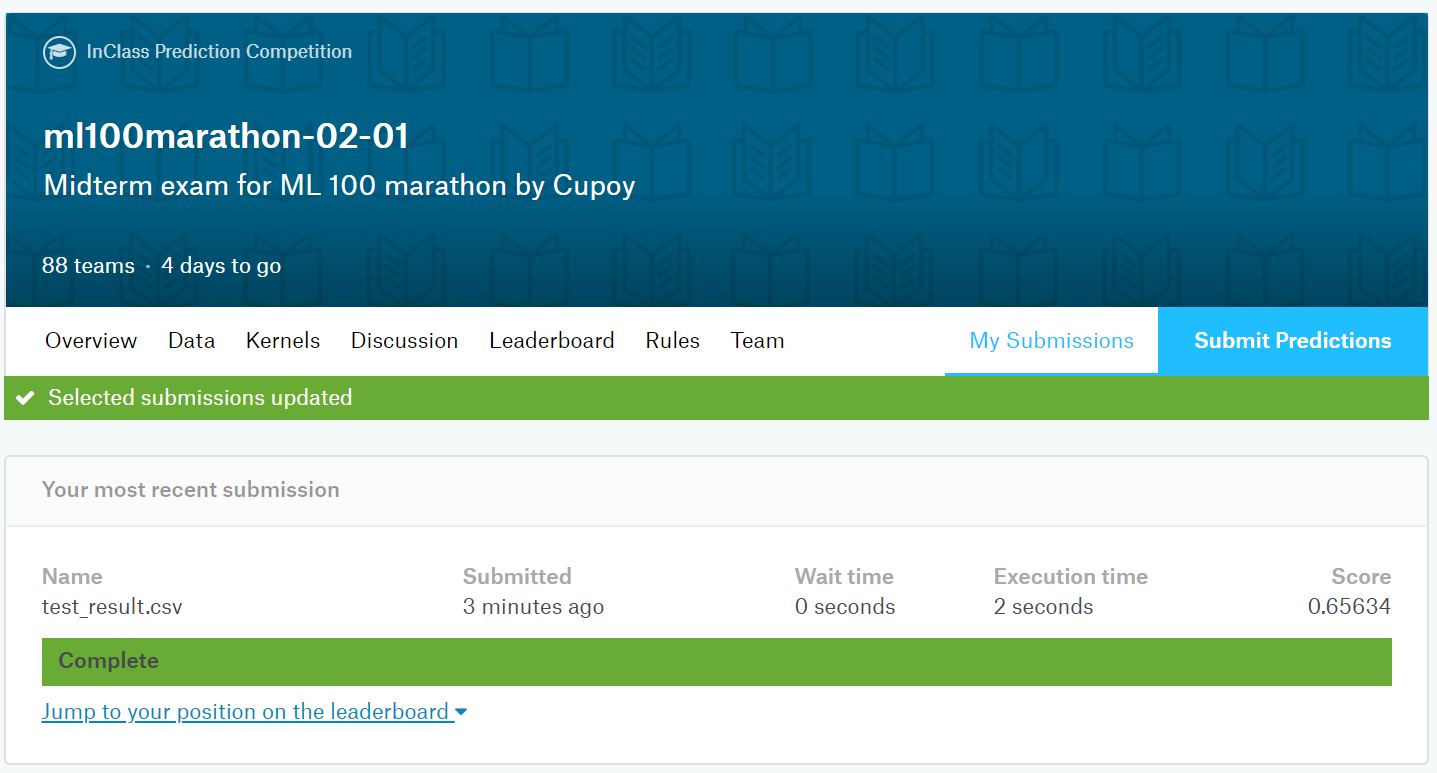 InClass Prediction Competition
ml100marathon-02-01
Midterm exam for ML 100 marathon by Cupoy
88 teams · 4 days to go
Overview Data Kernels Discussion Leaderboard Rules Team My Submissions Submit Predictions
Selected submissions updated
Your most recent submission
Name Submitted Wait time Execution time Score
test_result.csv 3 minutes ago 0 seconds 2 seconds 0.65634
Complete
Jump to your position on the leaderboard